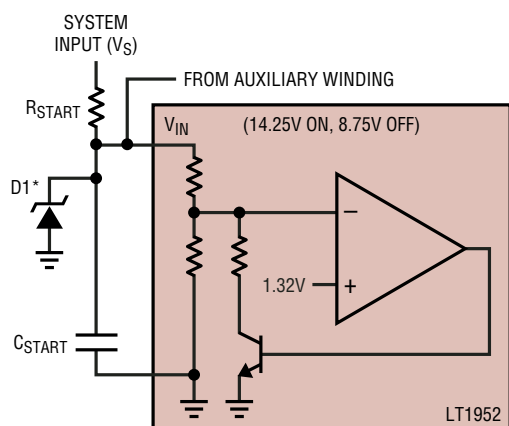 SYSTEM
INPUT (VS)
FROM AUXILIARY WINDING
RSTART
VIN
(14.25V ON, 8.75V OFF)
D1*
–
1.32V
+
CSTART
LT1952